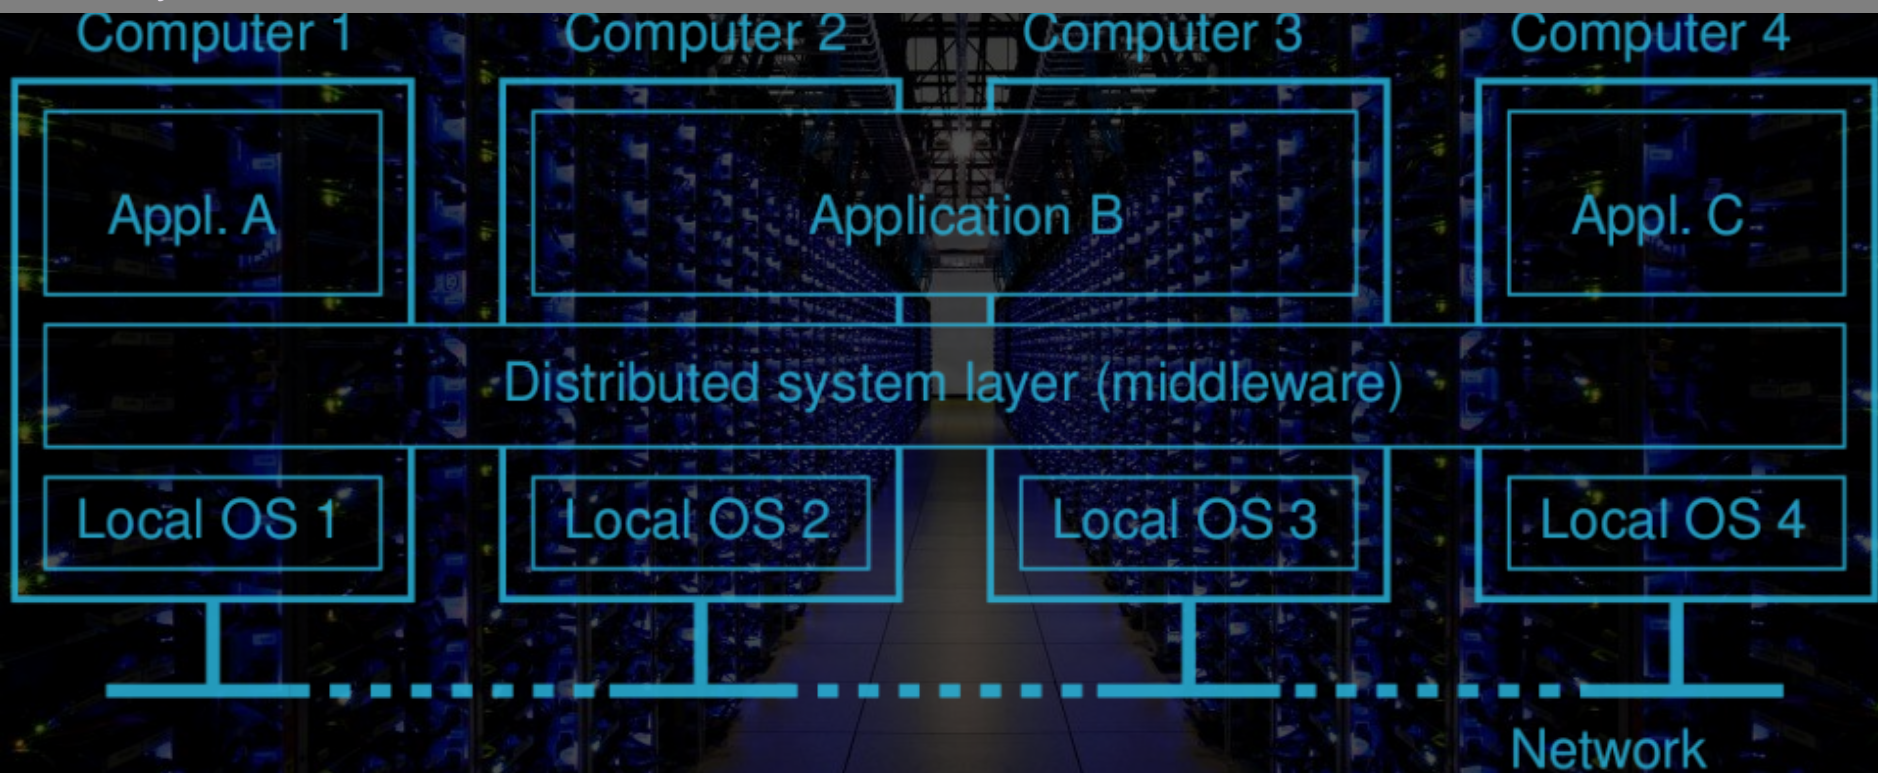 Computer 1 Computer 2 Computer 3 Computer 4
Appl. A Application B Appl. C
Distributed system layer (middleware)
Local OS 1 Local OS 2 Local OS 3 Local OS 4
Network